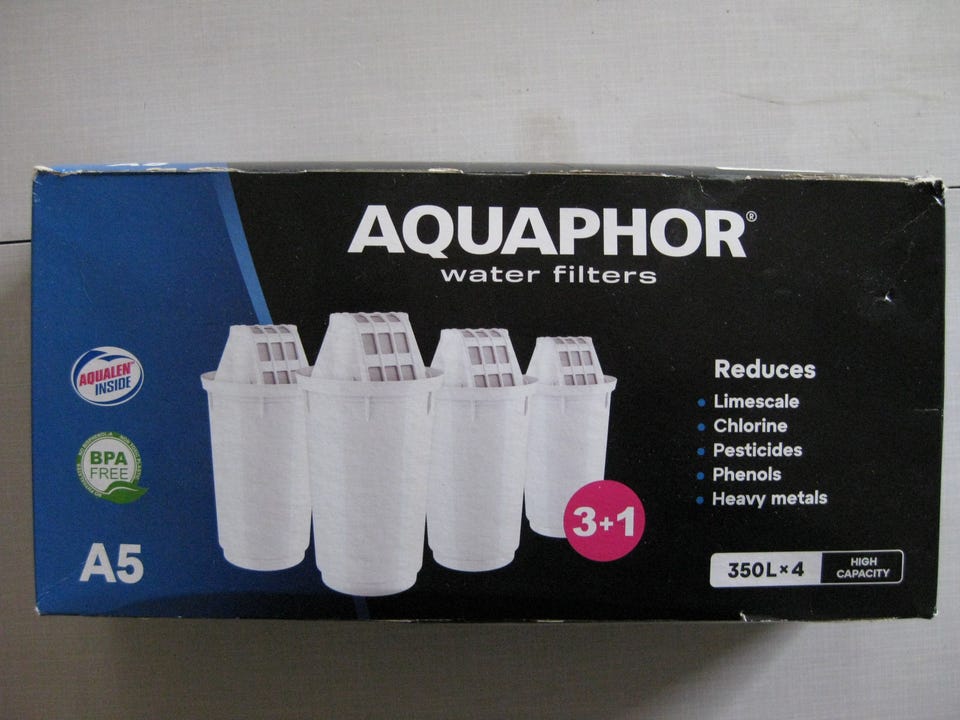 AQUAPHOR®
water filters
AQUALEN™
INSIDE
BPA
FREE
A5
3+1
Reduces
• Limescale
• Chlorine
• Pesticides
• Phenols
• Heavy metals
350L×4
HIGH
CAPACITY